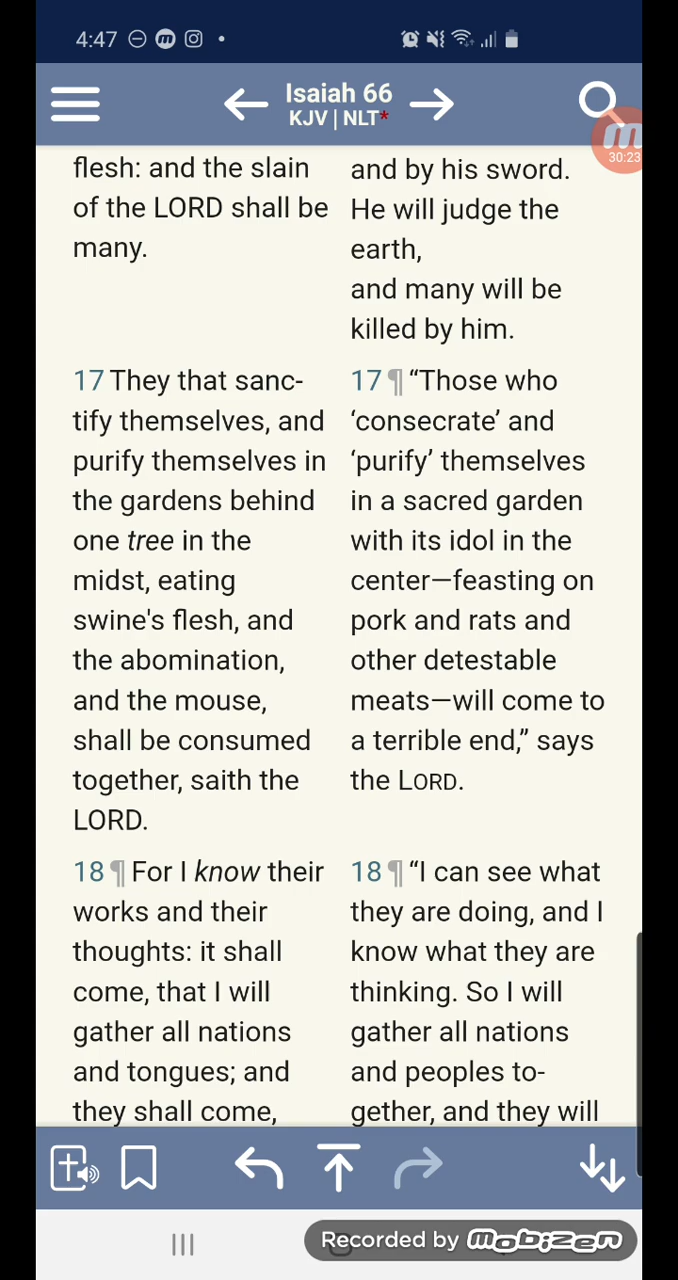 4:47
Isaiah 66
KJV | NLT*
30:23
flesh: and the slain
of the LORD shall be
many.
17 They that sanc-
tify themselves, and
purify themselves in
the gardens behind
one tree in the
midst, eating
swine's flesh, and
the abomination,
and the mouse,
shall be consumed
together, saith the
LORD.
18 ¶ For I know their
works and their
thoughts: it shall
come, that I will
gather all nations
and tongues; and
they shall come,
and by his sword.
He will judge the
earth,
and many will be
killed by him.
17 ¶ “Those who
‘consecrate’ and
‘purify’ themselves
in a sacred garden
with its idol in the
center—feasting on
pork and rats and
other detestable
meats—will come to
a terrible end,” says
the LORD.
18 ¶ “I can see what
they are doing, and I
know what they are
thinking. So I will
gather all nations
and peoples to-
gether, and they will
Recorded by mobizen